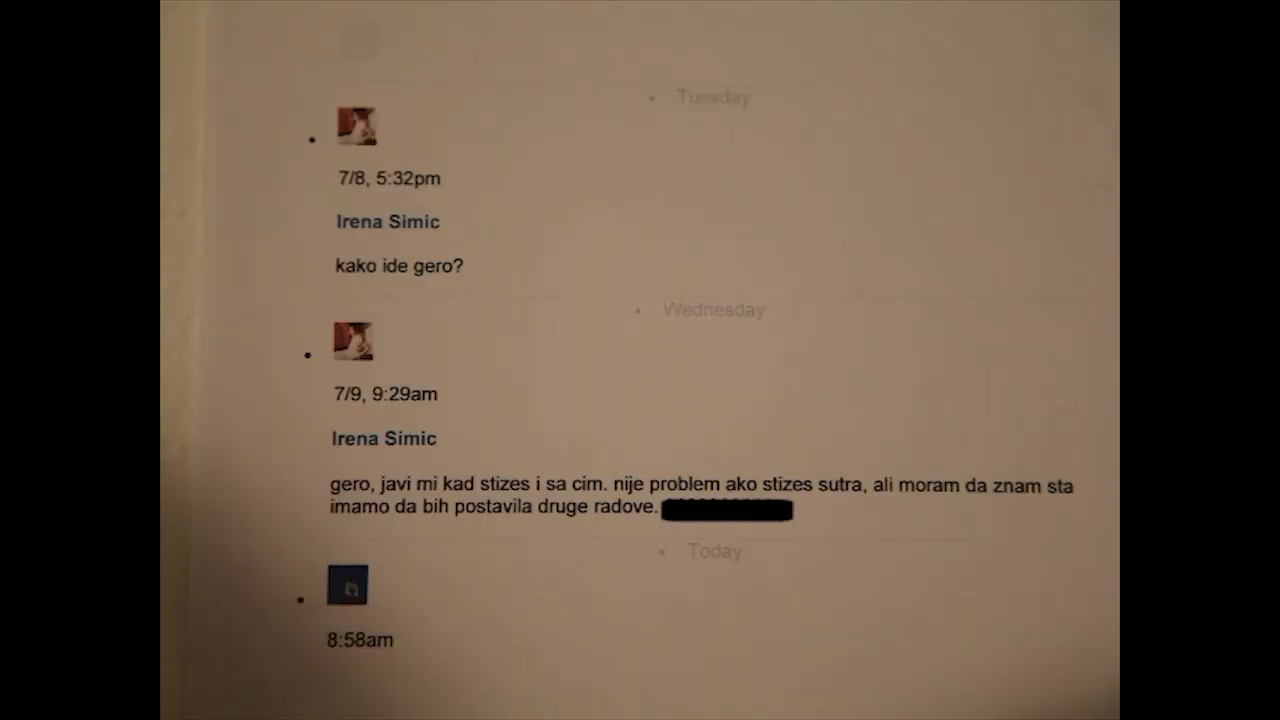 Tuesday
7/8, 5:32pm
Irena Simic
kako ide gero?
Wednesday
7/9, 9:29am
Irena Simic
gero, javi mi kad stizes i sa cim. nije problem ako stizes sutra, ali moram da znam sta
imamo da bih postavila druge radove.
Today
8:58am